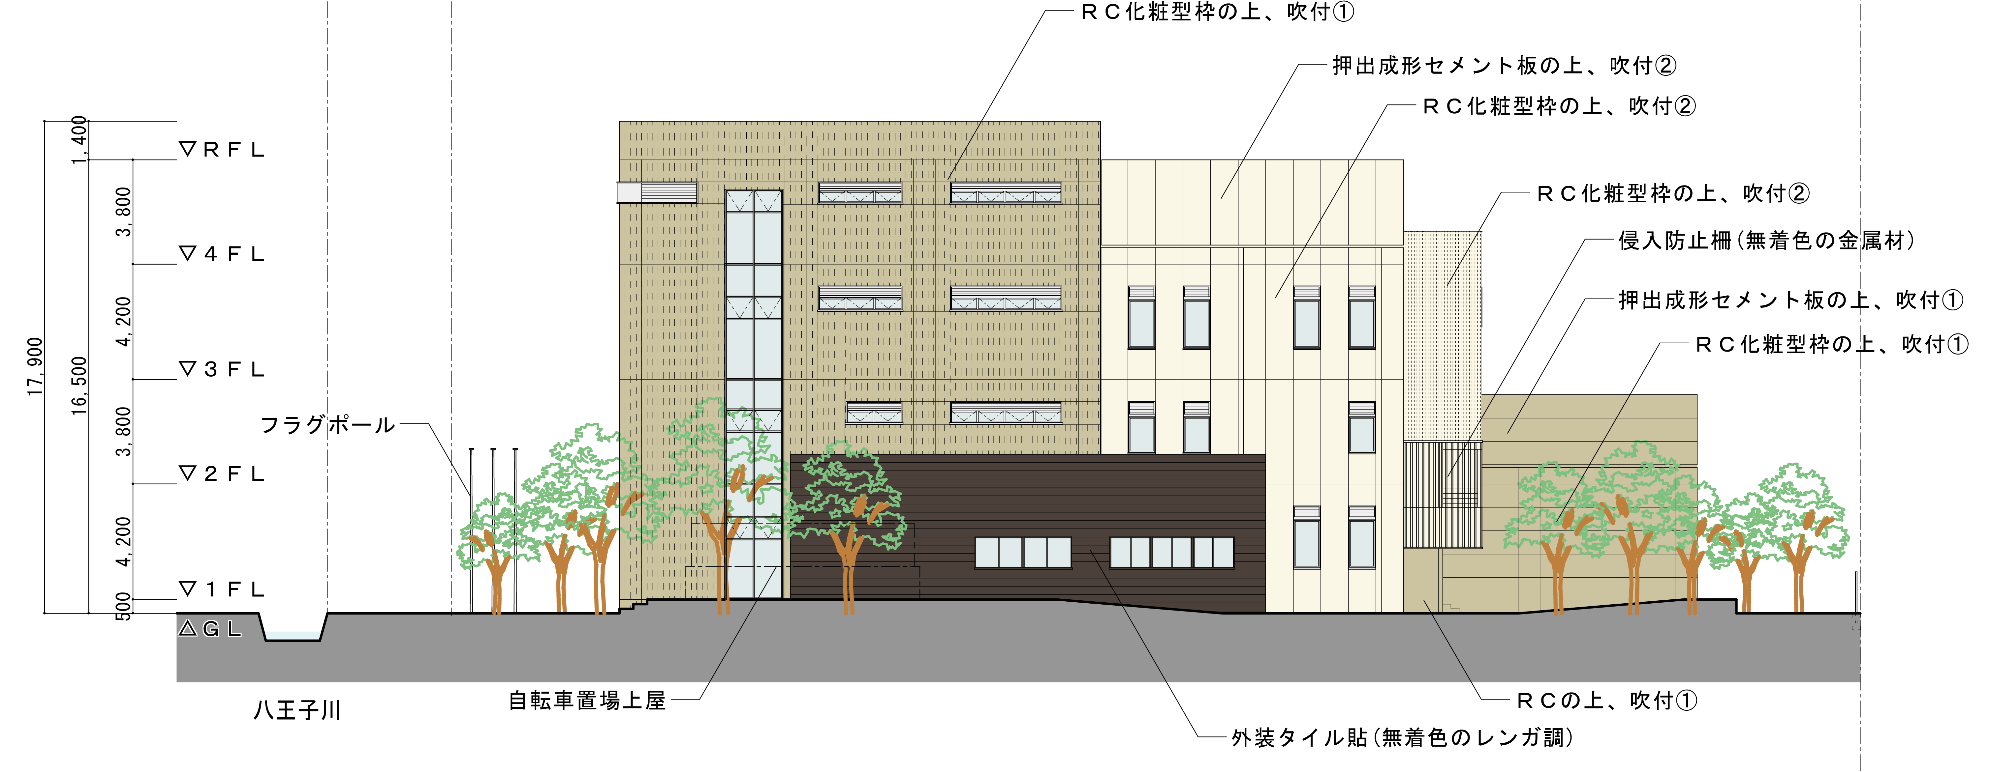 ＲＣ化粧型枠の上、吹付①
押出成形セメント板の上、吹付②
ＲＣ化粧型枠の上、吹付②
ＲＣ化粧型枠の上、吹付②
侵入防止柵(無着色の金属材)
押出成形セメント板の上、吹付①
ＲＣ化粧型枠の上、吹付①
17,900
16,500
1,400
3,800
4,200
3,800
4,200
500
▽ＲＦＬ
▽４ＦＬ
▽３ＦＬ
▽２ＦＬ
▽１ＦＬ
△ＧＬ
フラグポール
八王子川
自転車置場上屋
ＲＣの上、吹付①
外装タイル貼(無着色のレンガ調)